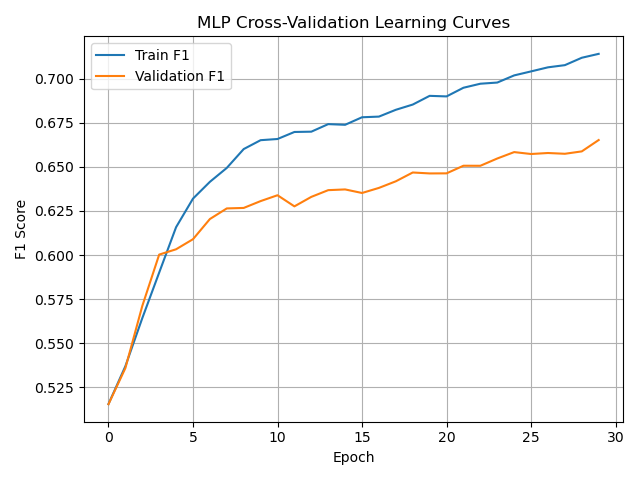 MLP Cross-Validation Learning Curves
Train F1
Validation F1
F1 Score
0.700
0.675
0.650
0.625
0.600
0.575
0.550
0.525
0 5 10 15 20 25 30
Epoch